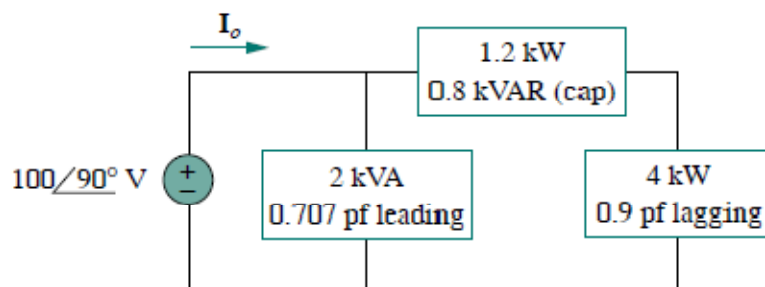 I_o
1.2 kW
0.8 kVAR (cap)
100/90° V
+
−
2 kVA
0.707 pf leading
4 kW
0.9 pf lagging